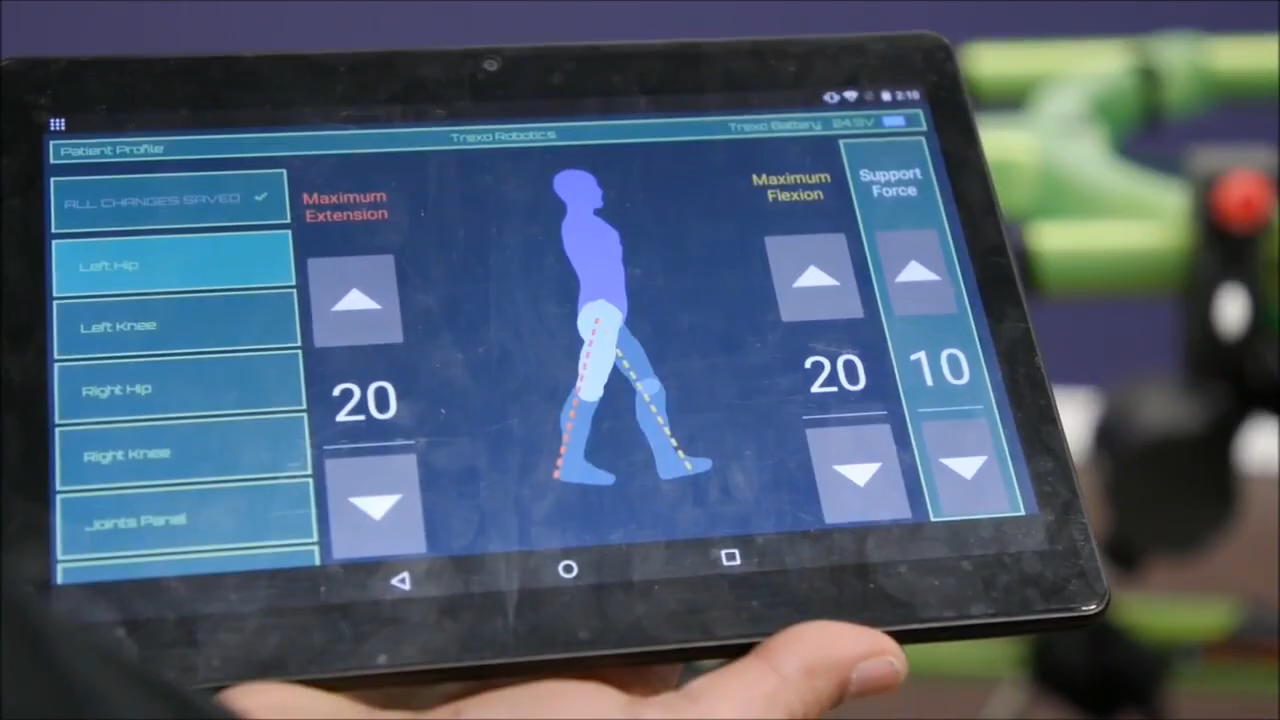 2:10
Patient Profile
Trexo Robotics
Trexo Battery 24.9V
ALL CHANGES SAVED
Left Hip
Left Knee
Right Hip
Right Knee
Joints Panel
Maximum
Extension
20
Maximum
Flexion
20
Support
Force
10